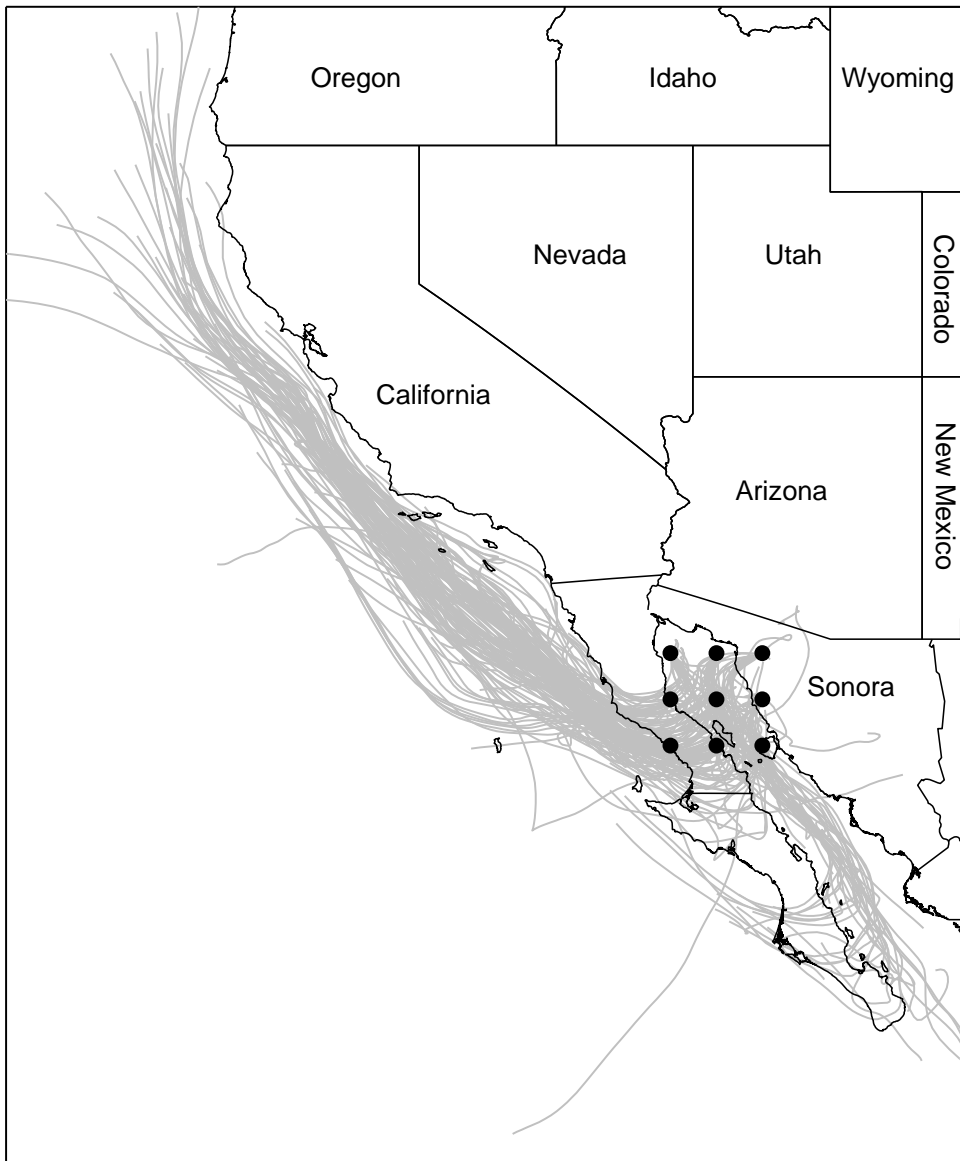 Oregon
Idaho
Wyoming
Nevada
Utah
Colorado
California
Arizona
New Mexico
Sonora